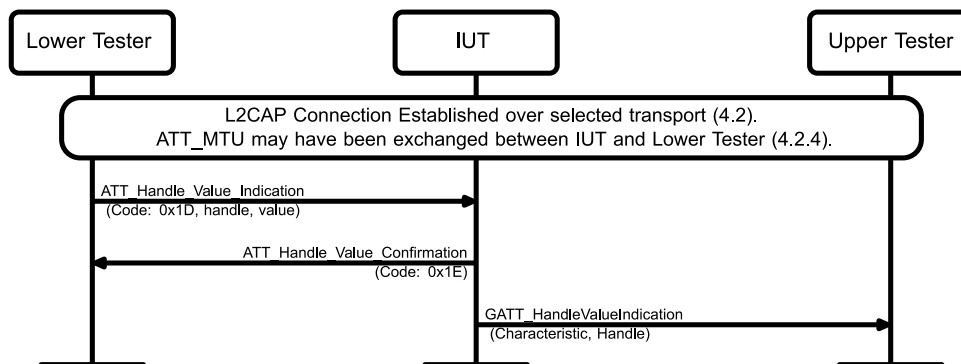 Lower Tester
IUT
Upper Tester
L2CAP Connection Established over selected transport (4.2).
ATT_MTU may have been exchanged between IUT and Lower Tester (4.2.4).
ATT_Handle_Value_Indication
(Code: 0x1D, handle, value)
ATT_Handle_Value_Confirmation
(Code: 0x1E)
GATT_HandleValueIndication
(Characteristic, Handle)